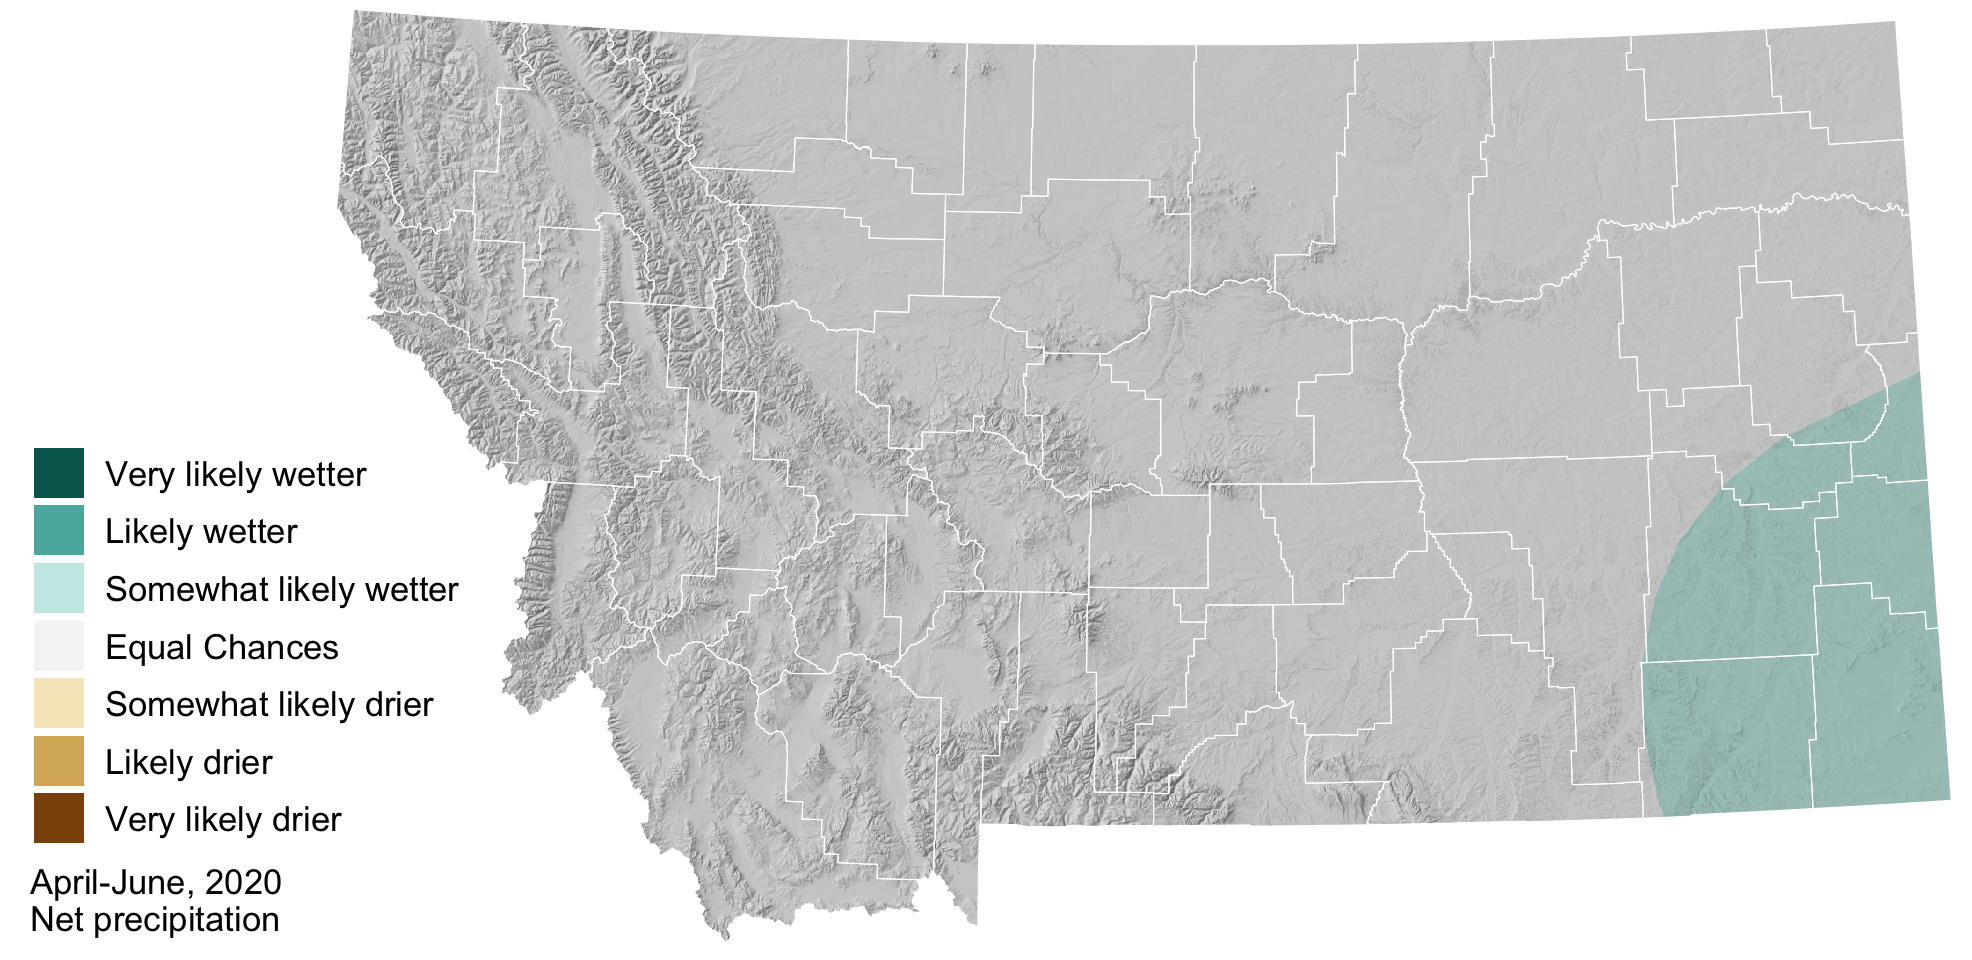 Very likely wetter
Likely wetter
Somewhat likely wetter
Equal Chances
Somewhat likely drier
Likely drier
Very likely drier
April-June, 2020
Net precipitation